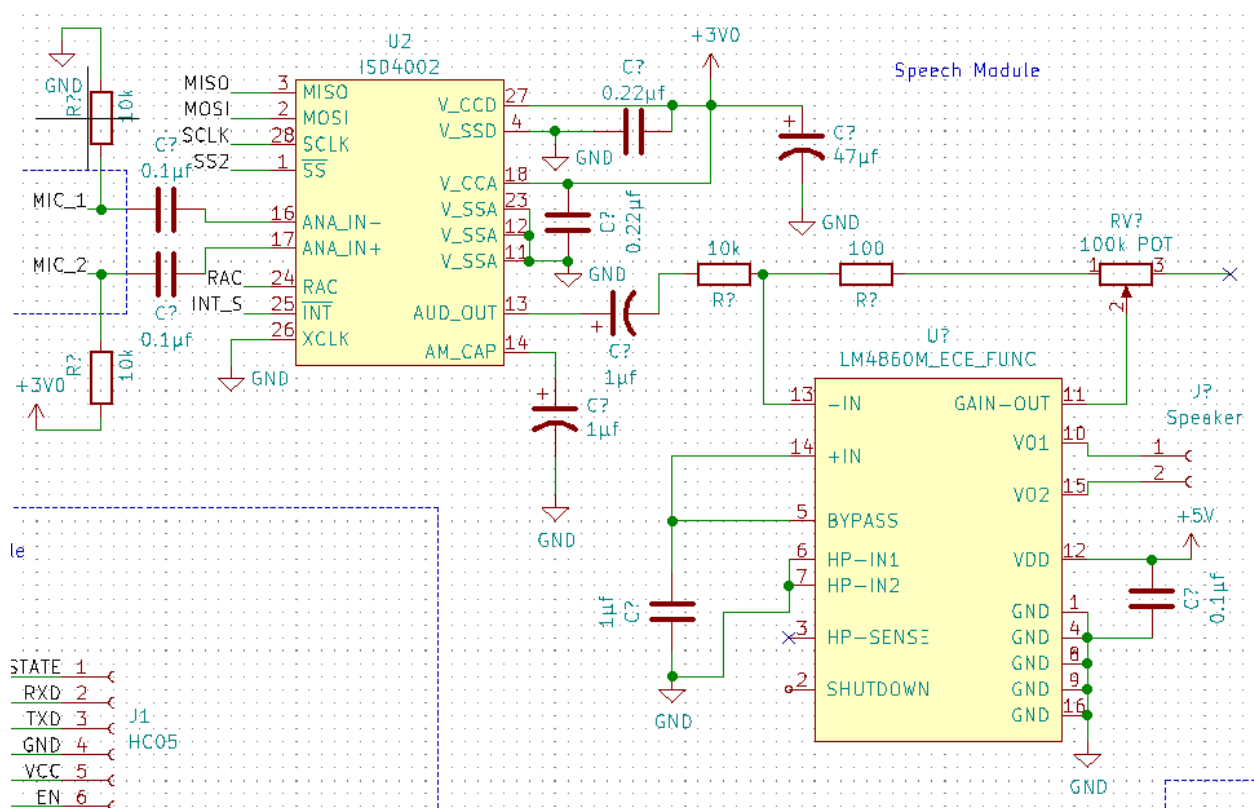 +3V0
U2
ISD4002
Speech Module
GND
R?
10k
MISO 3 MISO
MOSI 2 MOSI
SCLK 28 SCLK
SS2 1 SS
V_CCD 27
V_SSD 4
C?
0.22µf
GND
C?
47µf
GND
C?
0.1µf
MIC_1
16 ANA_IN-
17 ANA_IN+
MIC_2
C?
0.1µf
V_CCA 18
V_SSA 23
V_SSA 12
V_SSA 11
C?
0.22µf
GND
RAC 24 RAC
INT_S 25 INT
26 XCLK
GND
AUD_OUT 13
AM_CAP 14
R?
10k
+3V0
C?
1µf
GND
C?
1µf
10k
R?
100
R?
RV?
100k POT
1 3
2
U?
LM4860M_ECE_FUNC
13 -IN
14 +IN
5 BYPASS
6 HP-IN1
7 HP-IN2
3 HP-SENSE
2 SHUTDOWN
GAIN-OUT 11
VO1 10
VO2 15
VDD 12
GND 1
GND 4
GND 8
GND 9
GND 16
J?
Speaker
1
2
+5V
C?
0.1µf
GND
1µf
C?
GND
le
STATE 1
RXD 2
TXD 3
GND 4
VCC 5
EN 6
J1
HC05